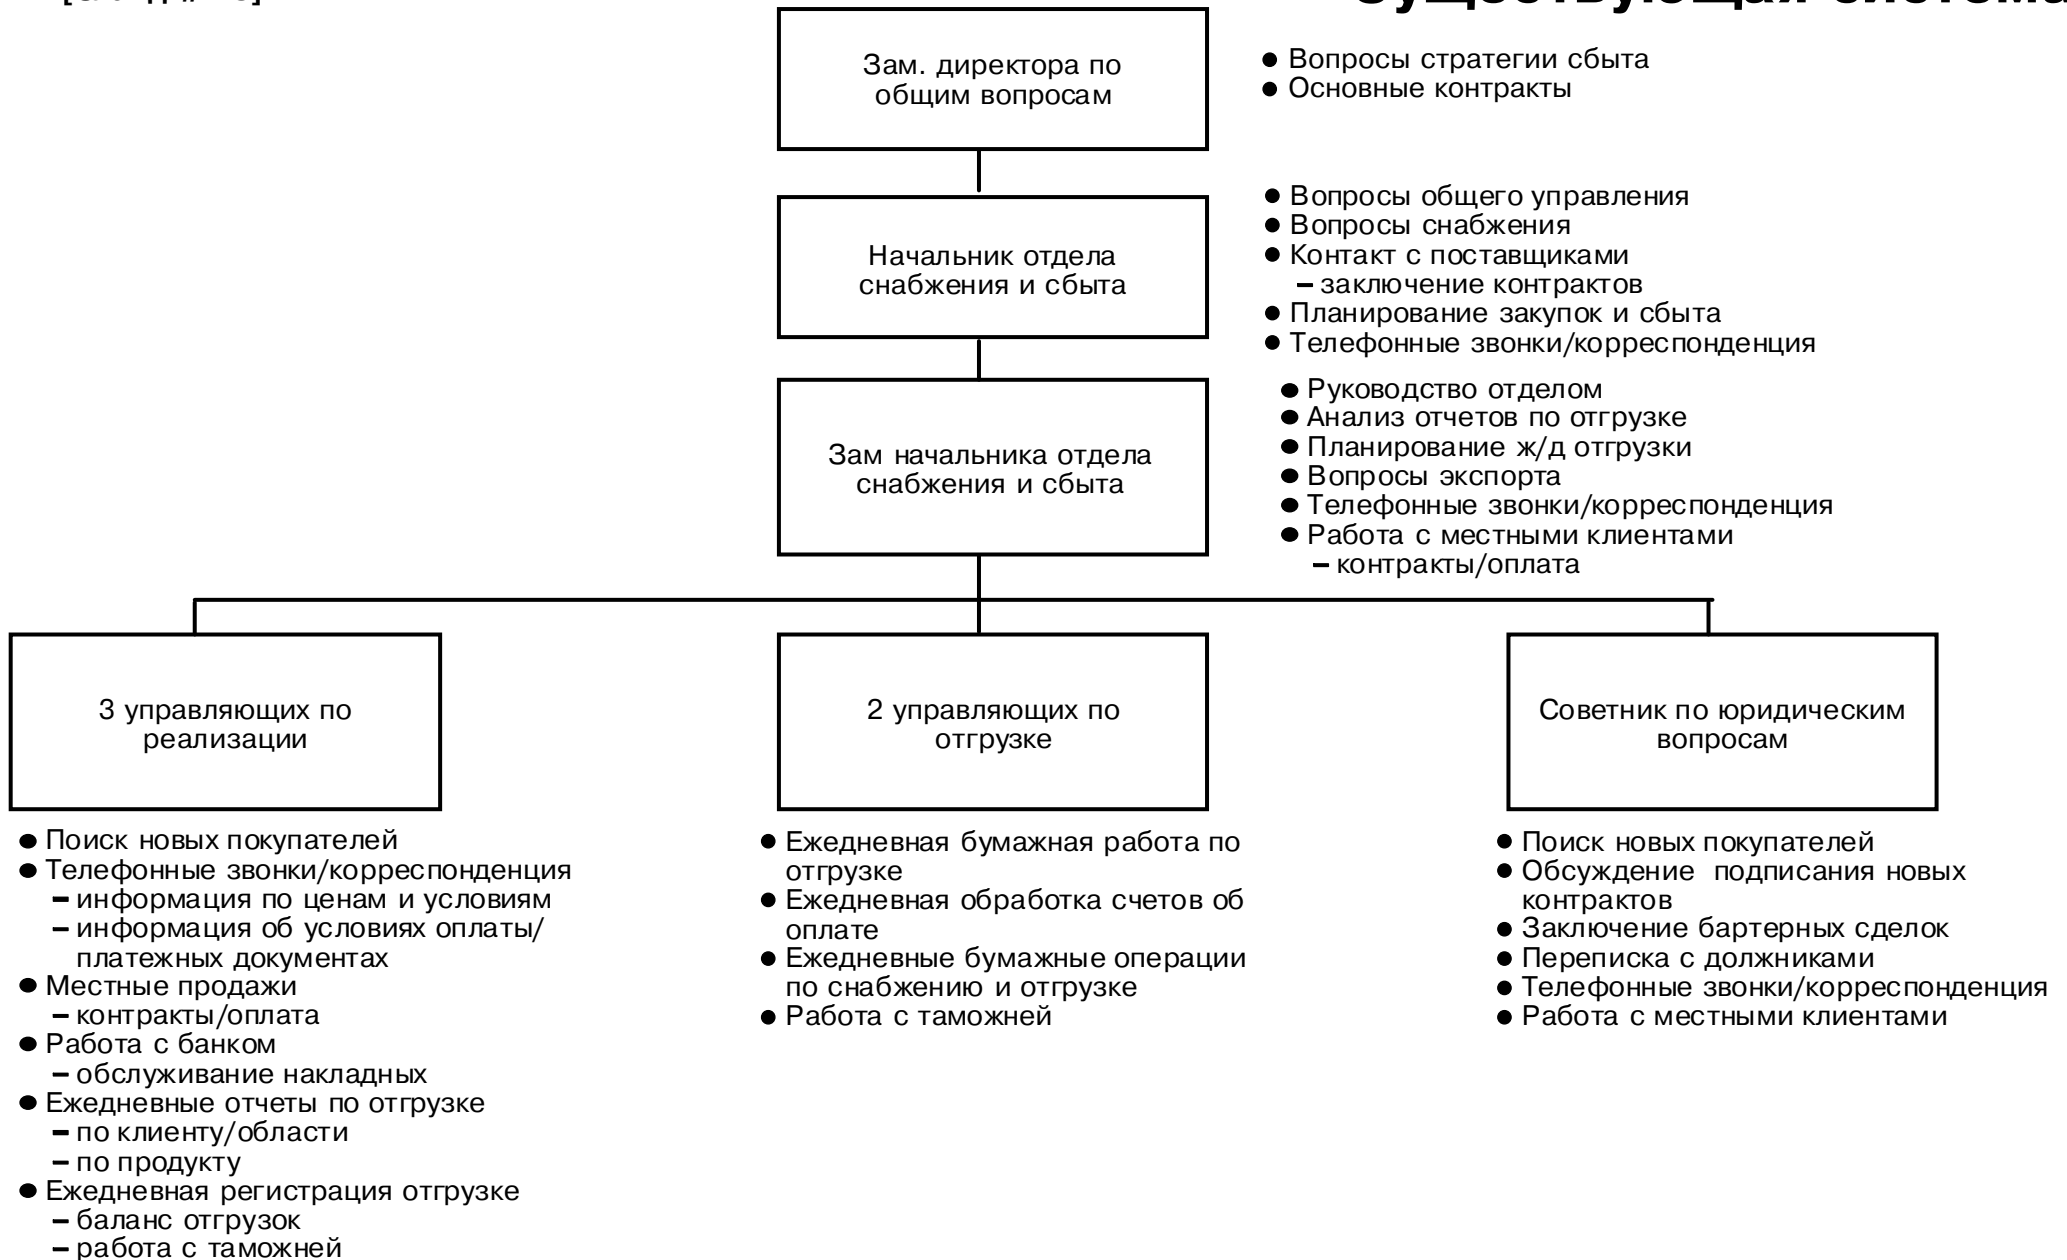 Существующая система
Зам. директора по
общим вопросам
● Вопросы стратегии сбыта
● Основные контракты
Начальник отдела
снабжения и сбыта
● Вопросы общего управления
● Вопросы снабжения
● Контакт с поставщиками
– заключение контрактов
● Планирование закупок и сбыта
● Телефонные звонки/корреспонденция
Зам начальника отдела
снабжения и сбыта
● Руководство отделом
● Анализ отчетов по отгрузке
● Планирование ж/д отгрузки
● Вопросы экспорта
● Телефонные звонки/корреспонденция
● Работа с местными клиентами
– контракты/оплата
3 управляющих по
реализации
● Поиск новых покупателей
● Телефонные звонки/корреспонденция
– информация по ценам и условиям
– информация об условиях оплаты/
платежных документах
● Местные продажи
– контракты/оплата
● Работа с банком
– обслуживание накладных
● Ежедневные отчеты по отгрузке
– по клиенту/области
– по продукту
● Ежедневная регистрация отгрузке
– баланс отгрузок
– работа с таможней
2 управляющих по
отгрузке
● Ежедневная бумажная работа по
отгрузке
● Ежедневная обработка счетов об
оплате
● Ежедневные бумажные операции
по снабжению и отгрузке
● Работа с таможней
Советник по юридическим
вопросам
● Поиск новых покупателей
● Обсуждение подписания новых
контрактов
● Заключение бартерных сделок
● Переписка с должниками
● Телефонные звонки/корреспонденция
● Работа с местными клиентами